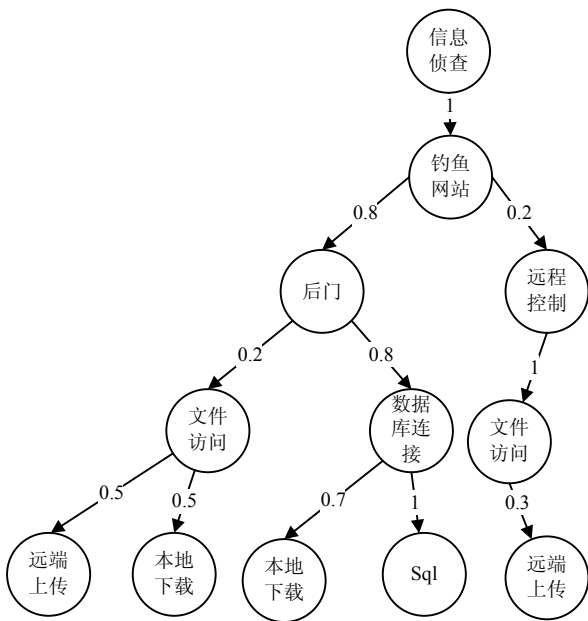 信息
侦查
1
钓鱼
网站
0.8
0.2
后门
远程
控制
0.2
0.8
1
文件
访问
数据
库连
接
文件
访问
0.5
0.5
0.7
1
0.3
远端
上传
本地
下载
本地
下载
Sql
远端
上传